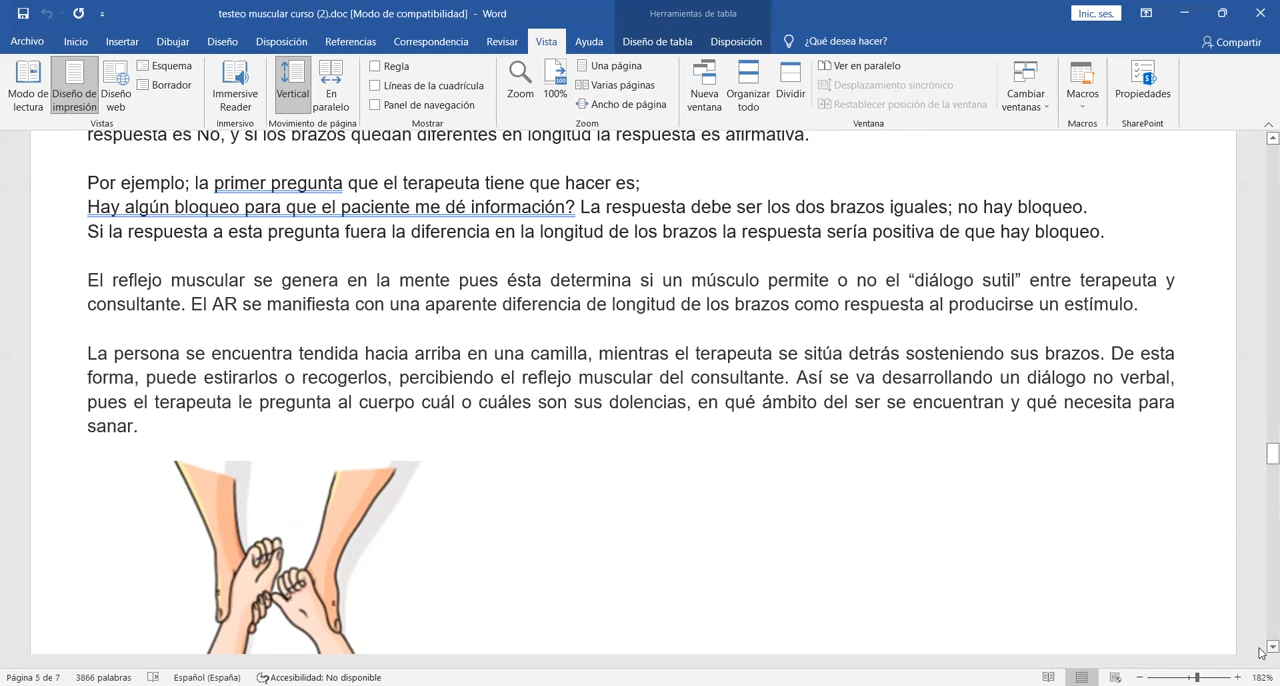 testeo muscular curso (2).doc [Modo de compatibilidad] - Word
Herramientas de tabla
Inic. ses.
Archivo Inicio Insertar Dibujar Diseño Disposición Referencias Correspondencia Revisar Vista Ayuda Diseño de tabla Disposición ¿Qué desea hacer? Compartir
Modo de lectura
Diseño de impresión
Diseño web
Esquema
Borrador
Vistas
Immersive Reader
Inmersivo
Vertical
En paralelo
Movimiento de página
Regla
Líneas de la cuadrícula
Panel de navegación
Mostrar
Zoom
100%
Una página
Varias páginas
Ancho de página
Zoom
Nueva ventana
Organizar todo
Dividir
Ver en paralelo
Desplazamiento sincrónico
Restablecer posición de la ventana
Cambiar ventanas
Ventana
Macros
Macros
Propiedades
SharePoint
respuesta es No, y si los brazos quedan diferentes en longitud la respuesta es afirmativa.
Por ejemplo; la primer pregunta que el terapeuta tiene que hacer es;
Hay algún bloqueo para que el paciente me dé información? La respuesta debe ser los dos brazos iguales; no hay bloqueo.
Si la respuesta a esta pregunta fuera la diferencia en la longitud de los brazos la respuesta sería positiva de que hay bloqueo.
El reflejo muscular se genera en la mente pues ésta determina si un músculo permite o no el “diálogo sutil” entre terapeuta y
consultante. El AR se manifiesta con una aparente diferencia de longitud de los brazos como respuesta al producirse un estímulo.
La persona se encuentra tendida hacia arriba en una camilla, mientras el terapeuta se sitúa detrás sosteniendo sus brazos. De esta
forma, puede estirarlos o recogerlos, percibiendo el reflejo muscular del consultante. Así se va desarrollando un diálogo no verbal,
pues el terapeuta le pregunta al cuerpo cuál o cuáles son sus dolencias, en qué ámbito del ser se encuentran y qué necesita para
sanar.
Página 5 de 7 3866 palabras Español (España) Accesibilidad: No disponible 182%